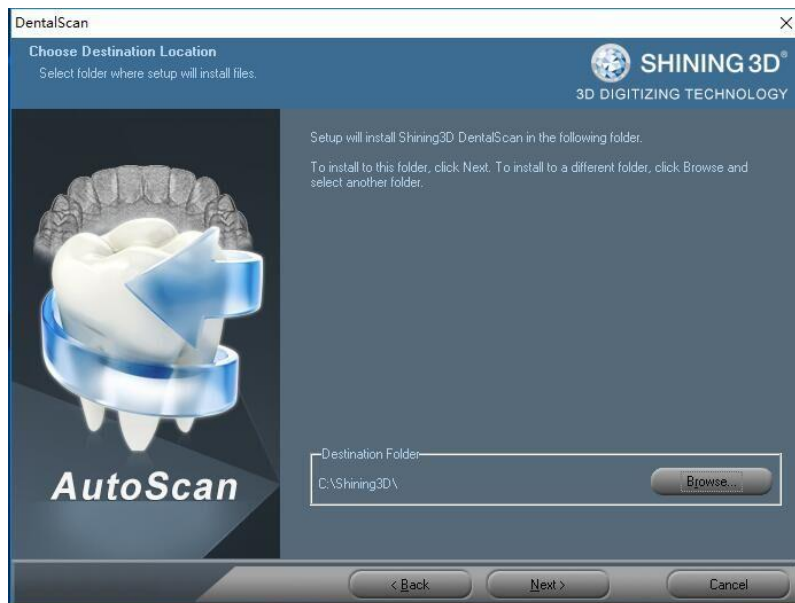 DentalScan
Choose Destination Location
Select folder where setup will install files.
SHINING 3D®
3D DIGITIZING TECHNOLOGY
Setup will install Shining3D DentalScan in the following folder.
To install to this folder, click Next. To install to a different folder, click Browse and
select another folder.
AutoScan
Destination Folder
C:\Shining3D\
Browse...
< Back
Next >
Cancel